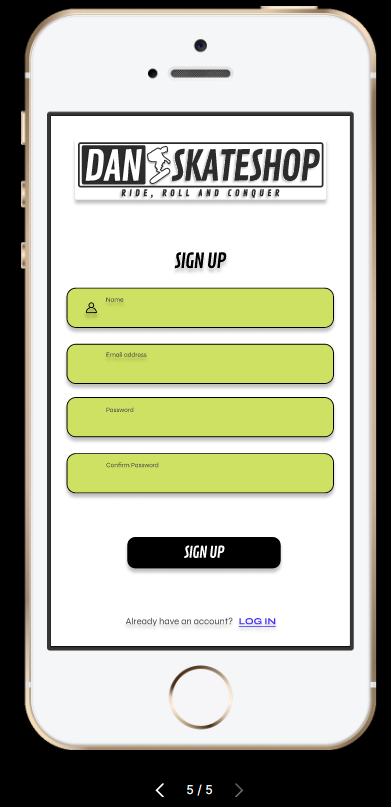 DAN SKATESHOP
RIDE, ROLL AND CONQUER
SIGN UP
Name
Email address
Password
Confirm Password
SIGN UP
Already have an account? LOG IN
5 / 5